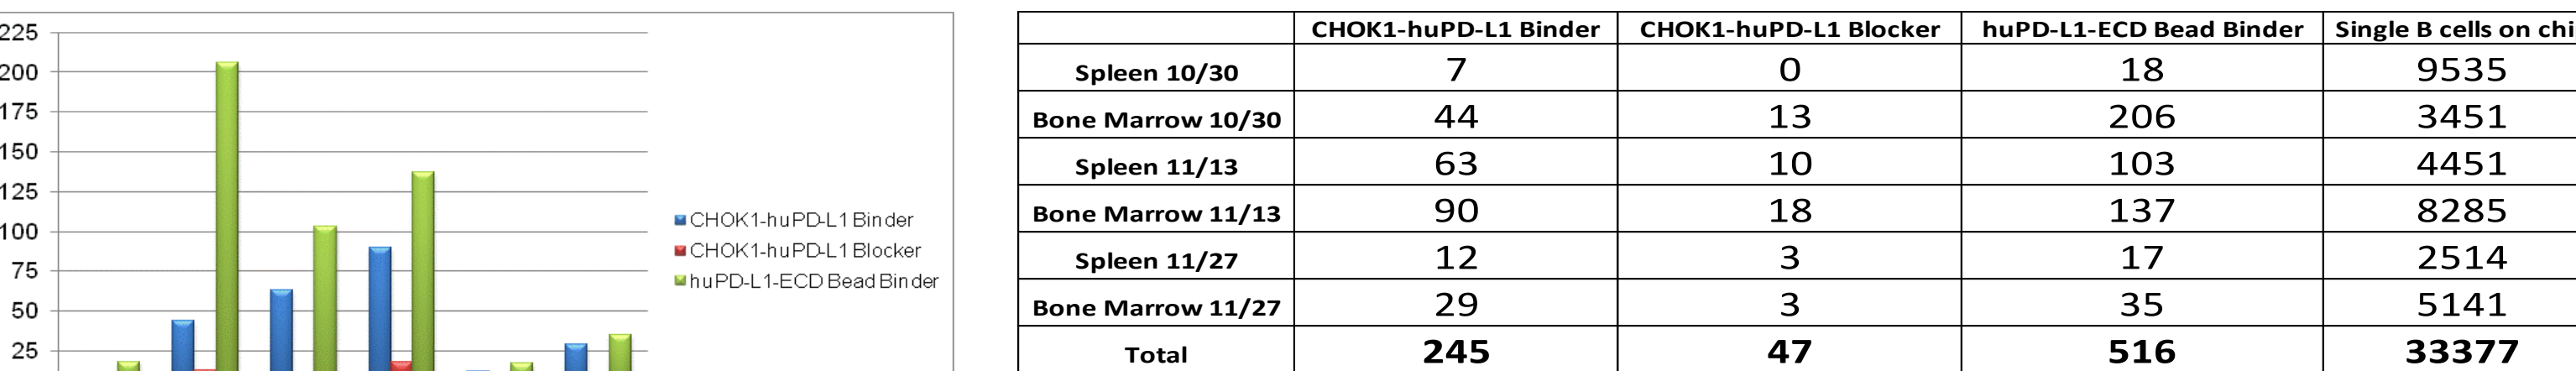 225
200
175
150
125
100
75
50
25
CHOK1-huPD-L1 Binder
CHOK1-huPD-L1 Blocker
huPD-L1-ECD Bead Binder
CHOK1-huPD-L1 Binder CHOK1-huPD-L1 Blocker huPD-L1-ECD Bead Binder Single B cells on chi
Spleen 10/30 7 0 18 9535
Bone Marrow 10/30 44 13 206 3451
Spleen 11/13 63 10 103 4451
Bone Marrow 11/13 90 18 137 8285
Spleen 11/27 12 3 17 2514
Bone Marrow 11/27 29 3 35 5141
Total 245 47 516 33377